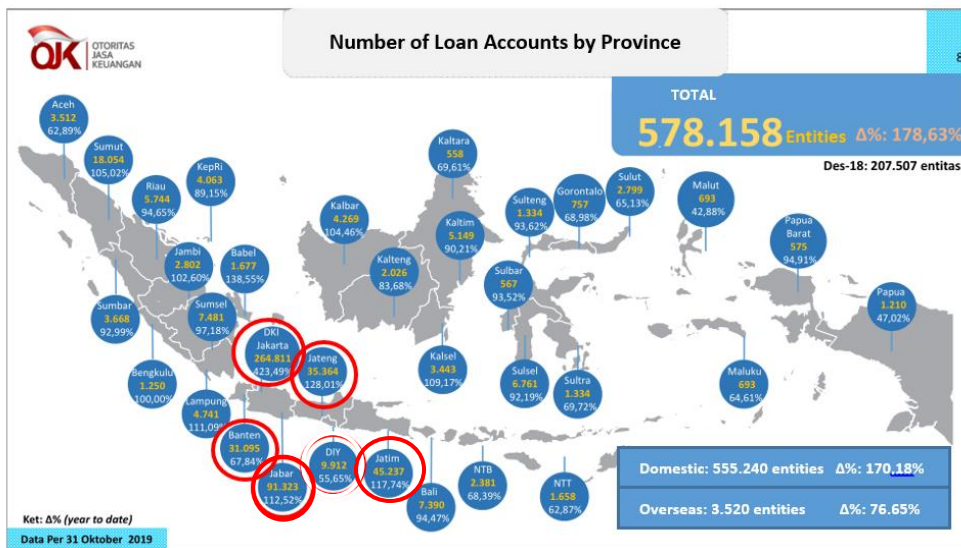 OJK
OTORITAS
JASA
KEUANGAN
Number of Loan Accounts by Province
8
TOTAL
578.158 Entities Δ%: 178,63%
Des-18: 207.507 entitas
Aceh
3.512
62,89%
Sumut
18.054
105,02%
Riau
5.744
94,65%
KepRi
4.063
89,15%
Jambi
2.802
102,60%
Babel
1.677
138,55%
Sumbar
3.668
92,99%
Sumsel
7.481
97,18%
Bengkulu
1.250
100,00%
Lampung
4.741
111,09%
DKI
Jakarta
264.811
423,49%
Jateng
35.364
128,01%
Banten
31.095
67,84%
Jabar
91.323
112,52%
DIY
9.912
55,65%
Jatim
45.237
117,74%
Bali
7.390
94,47%
NTB
2.381
68,39%
NTT
1.658
62,87%
Kalbar
4.269
104,46%
Kalteng
2.026
83,68%
Kaltara
558
69,61%
Kaltim
5.149
90,21%
Kalsel
3.443
109,17%
Sulteng
1.334
93,62%
Gorontalo
757
68,98%
Sulut
2.799
65,13%
Sulbar
567
93,52%
Sulsel
6.761
92,19%
Sultra
1.334
69,72%
Malut
693
42,88%
Maluku
693
64,61%
Papua
Barat
575
94,91%
Papua
1.210
47,02%
Domestic: 555.240 entities Δ%: 170,18%
Overseas: 3.520 entities Δ%: 76.65%
Ket: Δ% (year to date)
Data Per 31 Oktober 2019